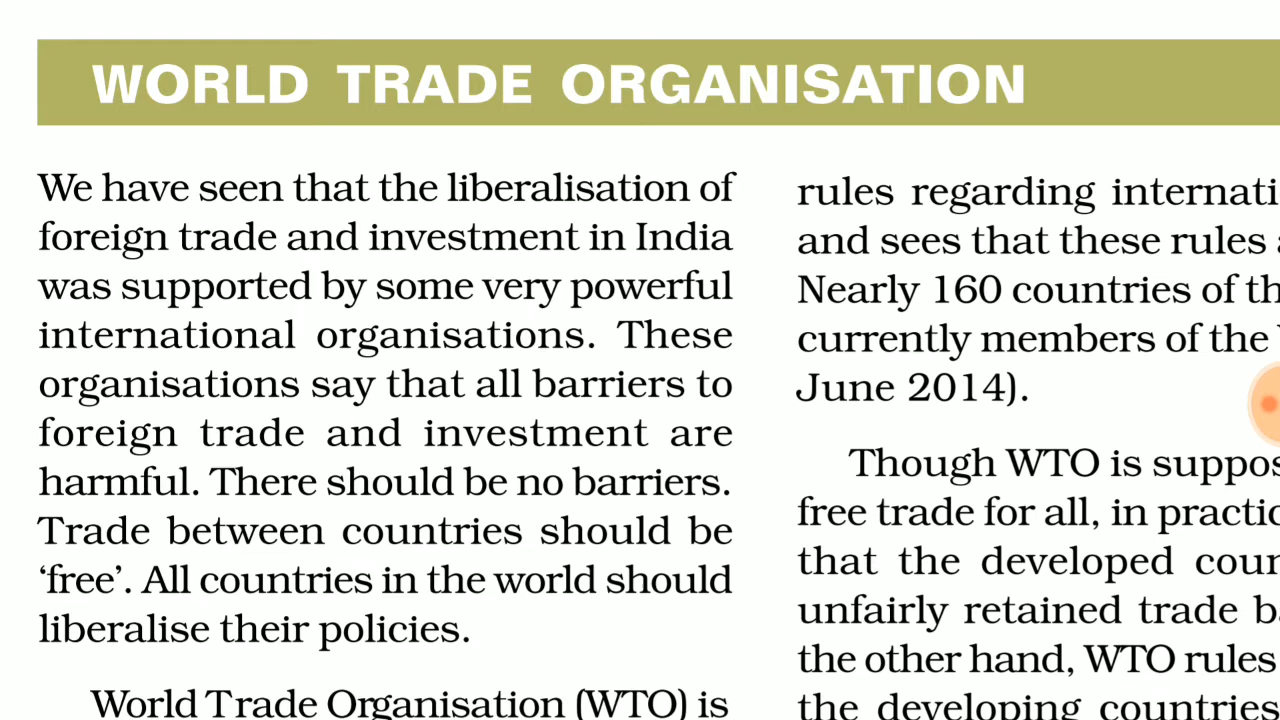 WORLD TRADE ORGANISATION
We have seen that the liberalisation of
foreign trade and investment in India
was supported by some very powerful
international organisations. These
organisations say that all barriers to
foreign trade and investment are
harmful. There should be no barriers.
Trade between countries should be
‘free’. All countries in the world should
liberalise their policies.
World Trade Organisation (WTO) is
rules regarding internati
and sees that these rules
Nearly 160 countries of th
currently members of the
June 2014).
Though WTO is suppos
free trade for all, in practic
that the developed coun
unfairly retained trade ba
the other hand, WTO rules
the developing countries